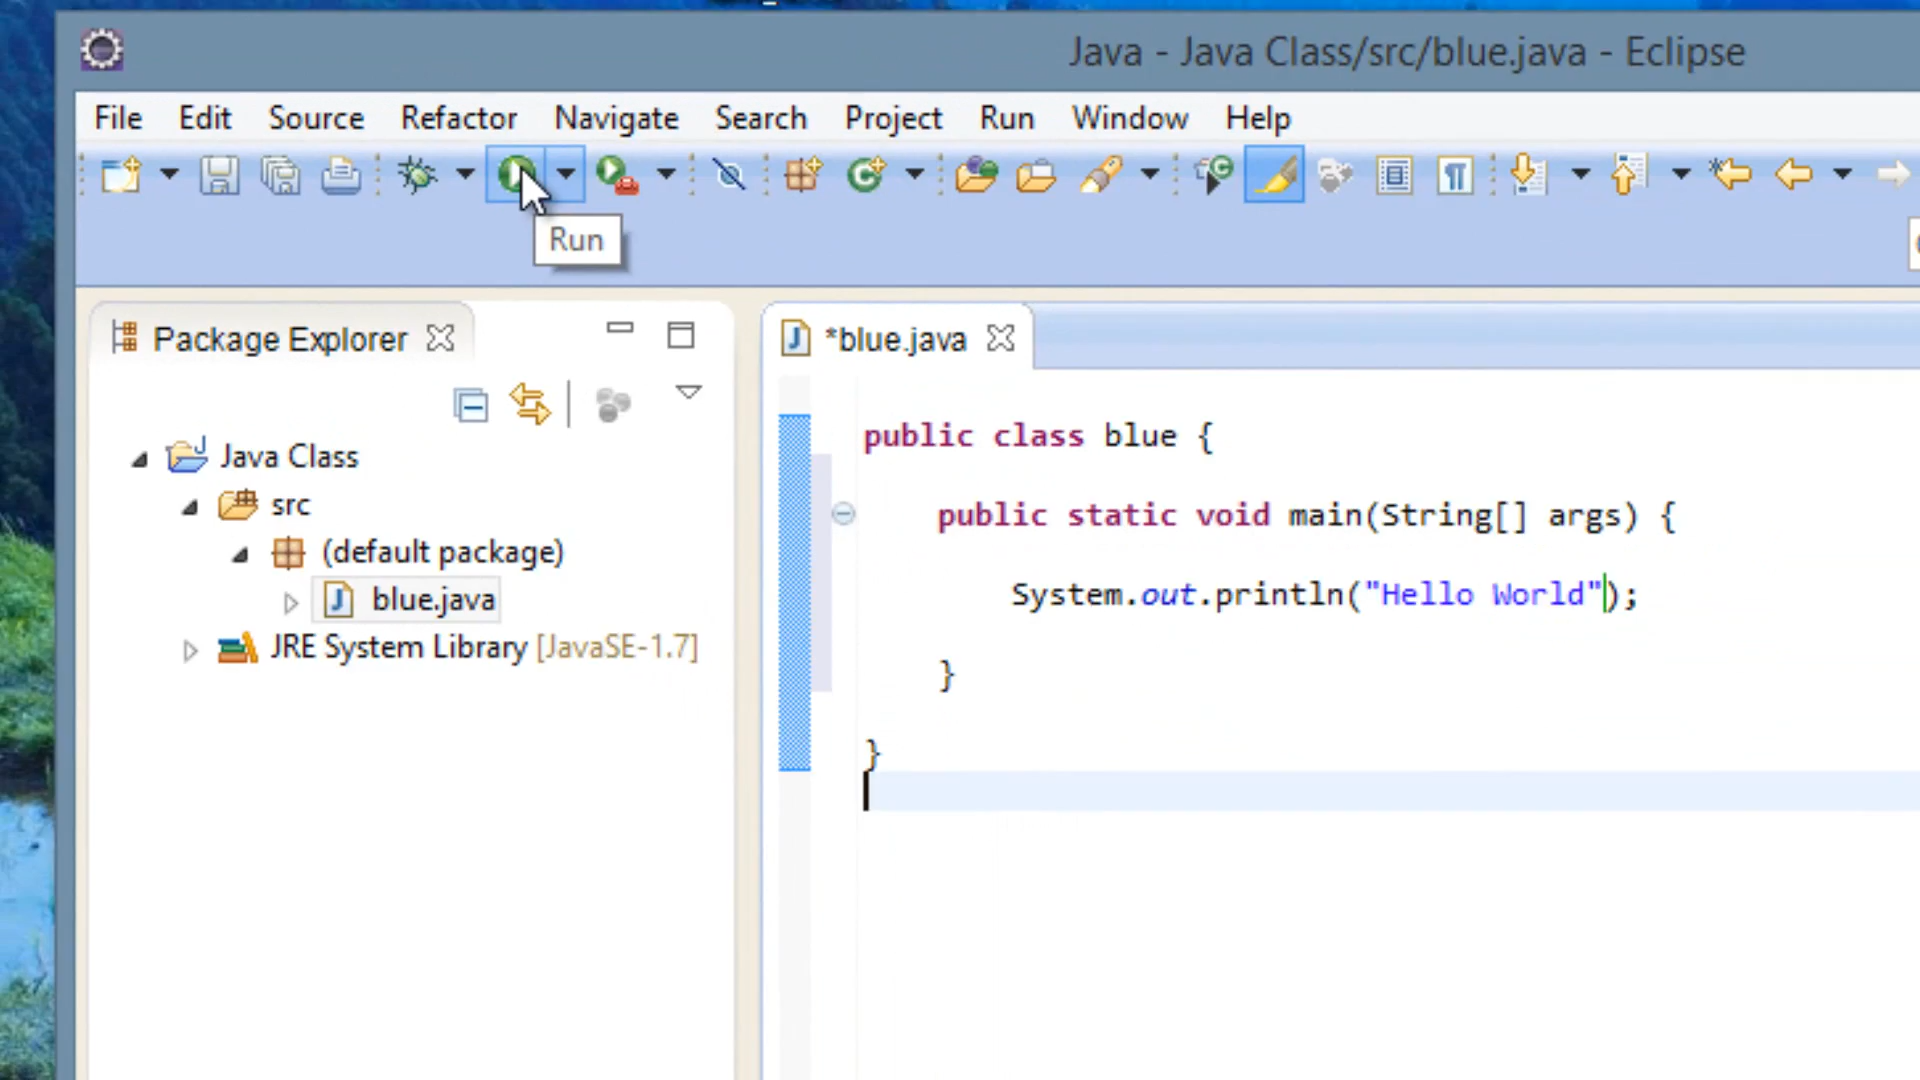 Java - Java Class/src/blue.java - Eclipse
File Edit Source Refactor Navigate Search Project Run Window Help
Run
Package Explorer
*blue.java
Java Class
src
(default package)
blue.java
JRE System Library [JavaSE-1.7]
public class blue {
public static void main(String[] args) {
System.out.println("Hello World");
}
}